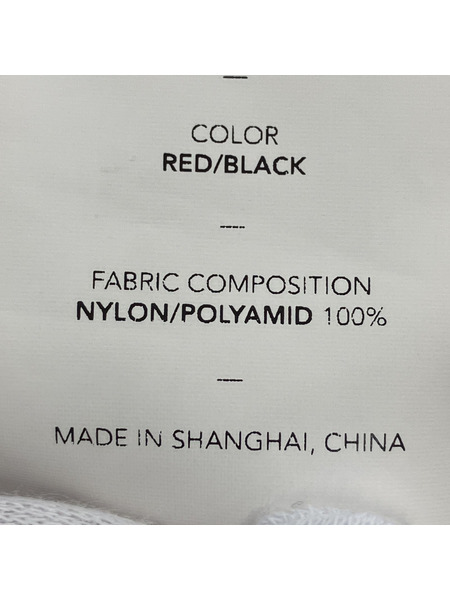 COLOR
RED/BLACK
FABRIC COMPOSITION
NYLON/POLYAMID 100%
MADE IN SHANGHAI, CHINA